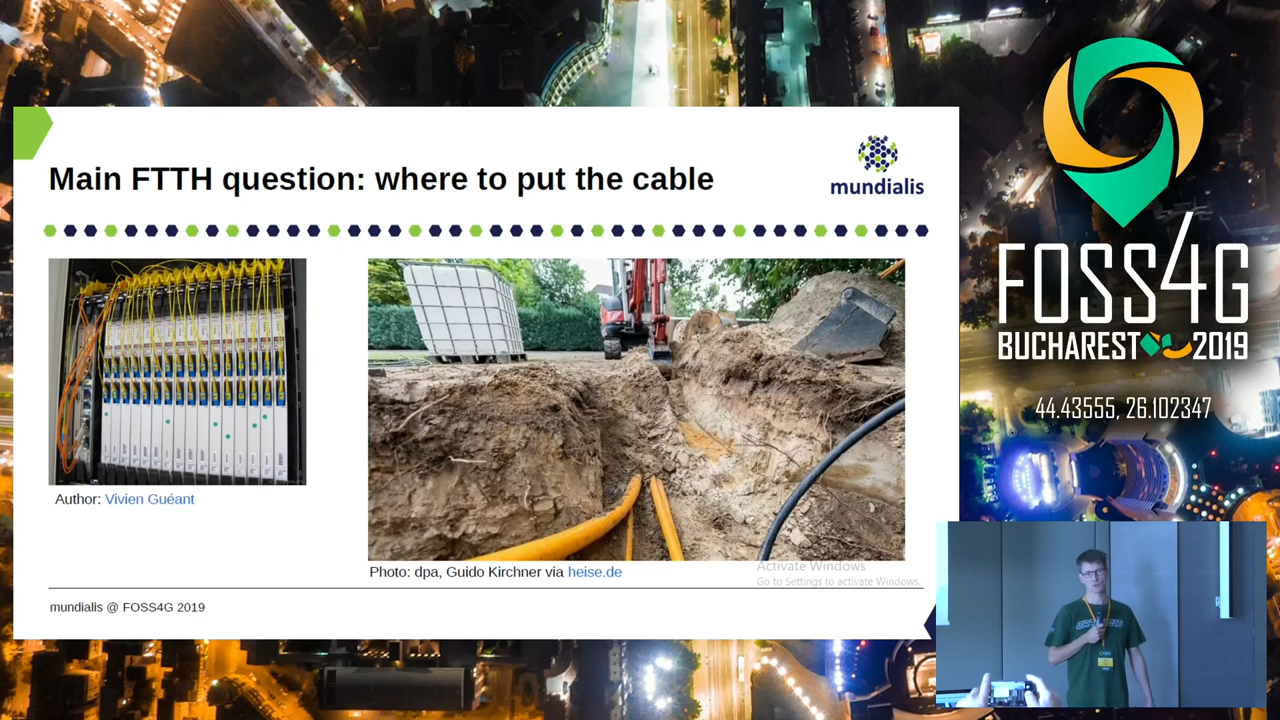 Main FTTH question: where to put the cable
mundialis
Author: Vivien Guéant
Photo: dpa, Guido Kirchner via heise.de
Activate Windows
Go to Settings to activate Windows.
mundialis @ FOSS4G 2019
FOSS4G
BUCHAREST 2019
44.43555, 26.102347